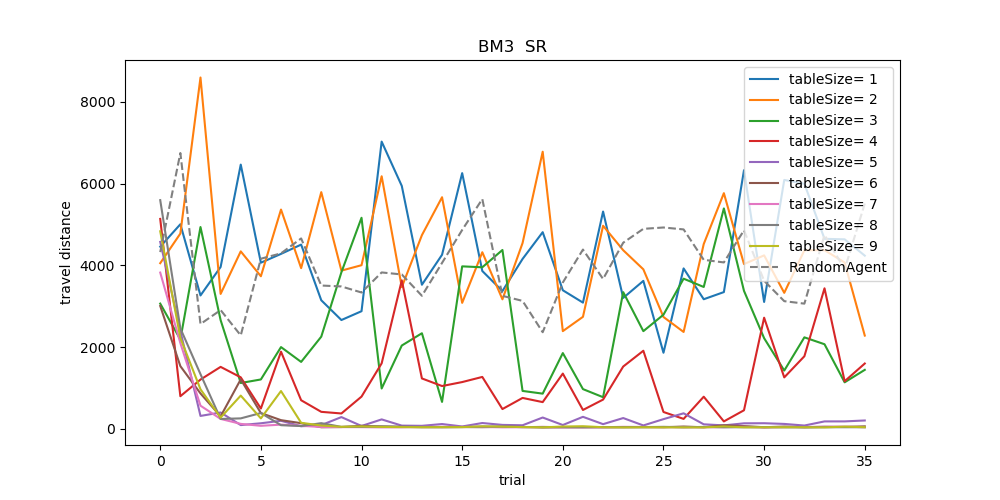 BM3  SR
travel distance
8000
6000
4000
2000
0
0 5 10 15 20 25 30 35
trial
tableSize= 1
tableSize= 2
tableSize= 3
tableSize= 4
tableSize= 5
tableSize= 6
tableSize= 7
tableSize= 8
tableSize= 9
RandomAgent